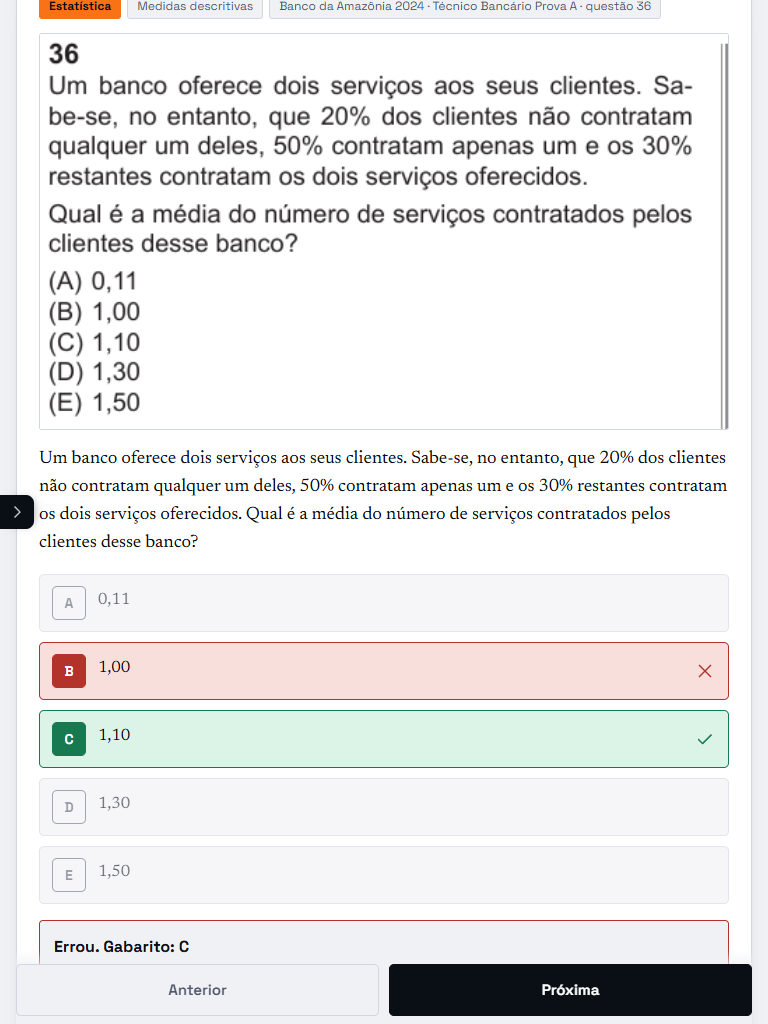 Estatística
Medidas descritivas
Banco da Amazônia 2024 · Técnico Bancário Prova A · questão 36
36
Um banco oferece dois serviços aos seus clientes. Sa-
be-se, no entanto, que 20% dos clientes não contratam
qualquer um deles, 50% contratam apenas um e os 30%
restantes contratam os dois serviços oferecidos.
Qual é a média do número de serviços contratados pelos
clientes desse banco?
(A) 0,11
(B) 1,00
(C) 1,10
(D) 1,30
(E) 1,50
Um banco oferece dois serviços aos seus clientes. Sabe-se, no entanto, que 20% dos clientes
não contratam qualquer um deles, 50% contratam apenas um e os 30% restantes contratam
os dois serviços oferecidos. Qual é a média do número de serviços contratados pelos
clientes desse banco?
A 0,11
B 1,00
C 1,10
D 1,30
E 1,50
Errou. Gabarito: C
Anterior
Próxima